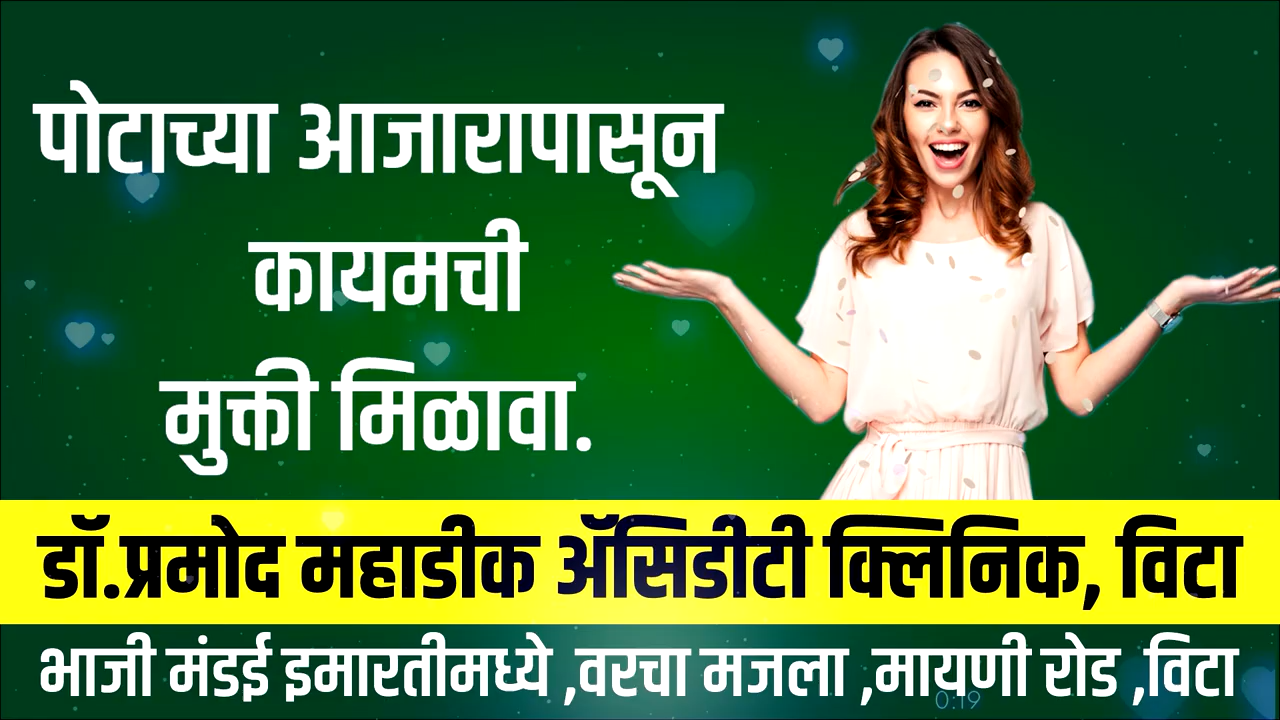 पोटाच्या आजारापासून
कायमची
मुक्ती मिळावा.
डॉ.प्रमोद महाडीक ॲसिडीटी क्लिनिक, विटा
भाजी मंडई इमारतीमध्ये ,वरचा मजला ,मायणी रोड ,विटा
0:19